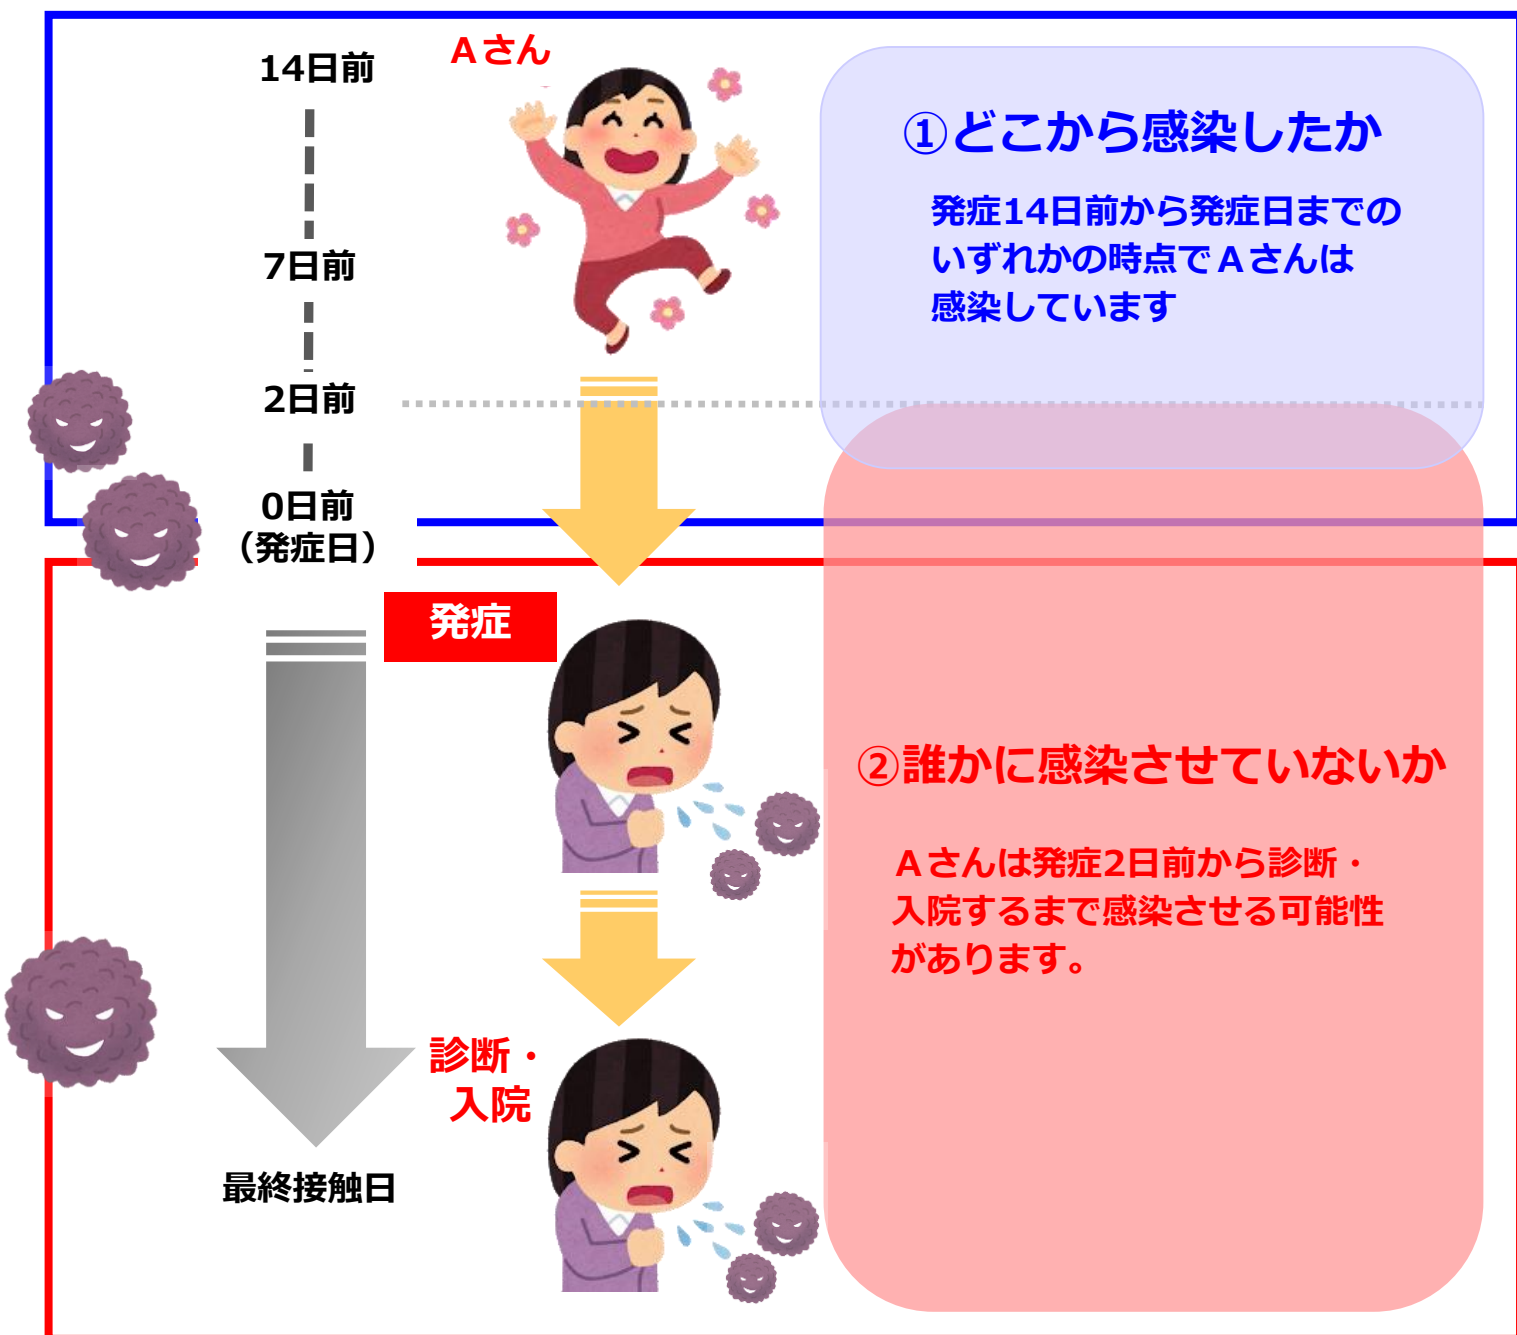 14日前
Aさん
①どこから感染したか
発症14日前から発症日までの
いずれかの時点でAさんは
感染しています
7日前
2日前
0日前
（発症日）
発症
②誰かに感染させていないか
Aさんは発症2日前から診断・
入院するまで感染させる可能性
があります。
診断・
入院
最終接触日